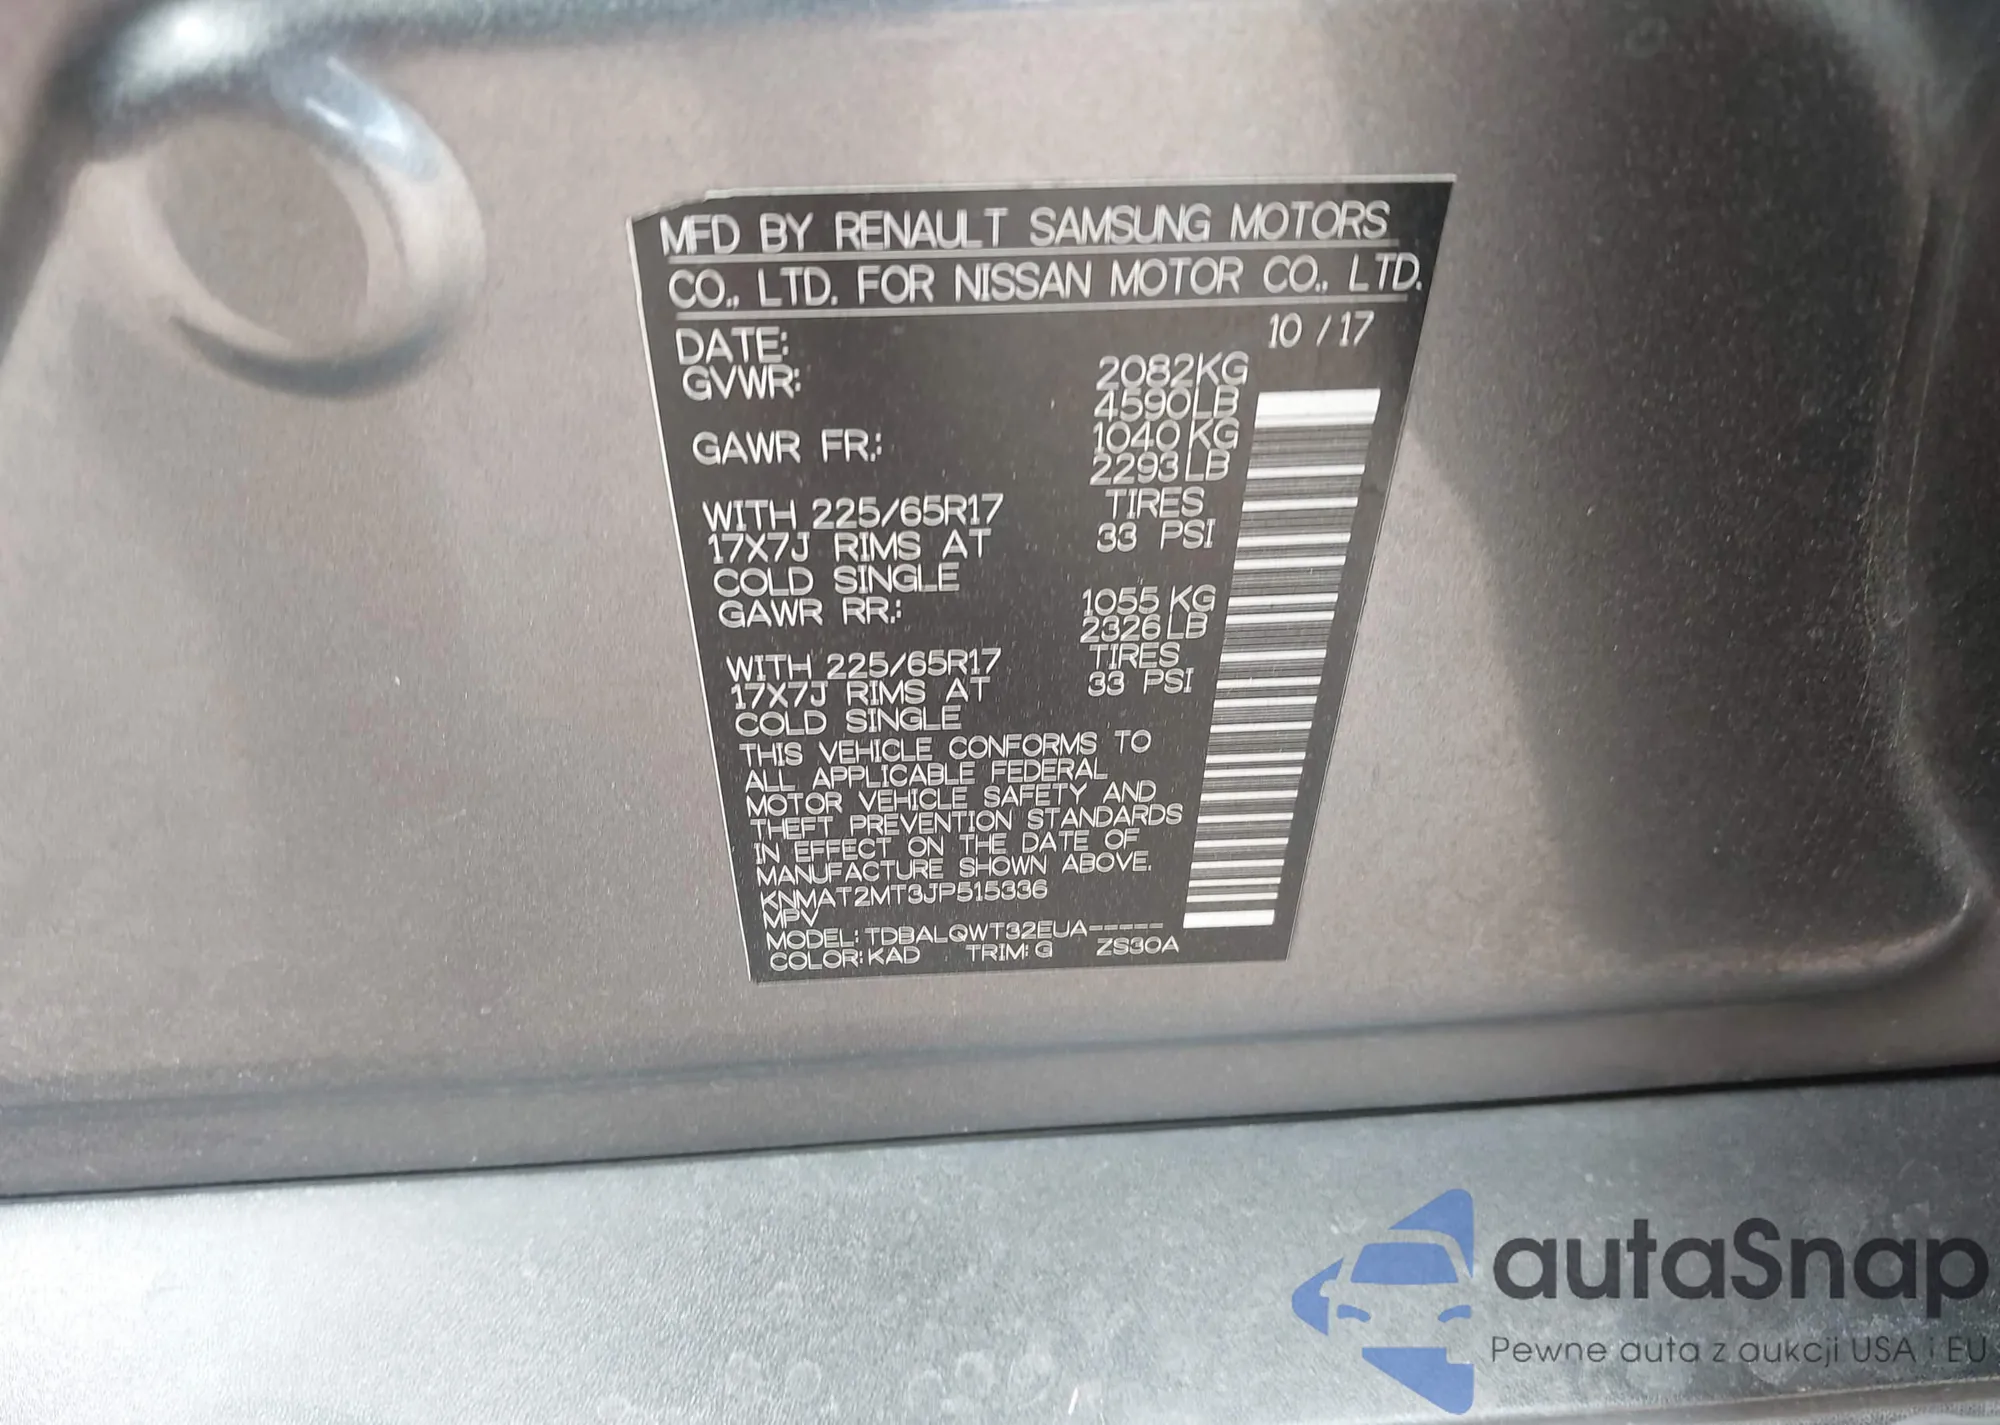 MFD BY RENAULT SAMSUNG MOTORS
CO., LTD. FOR NISSAN MOTOR CO., LTD.
DATE: 10 / 17
GVWR: 2082KG
4590LB
GAWR FR.: 1040 KG
2293LB
WITH 225/65R17 TIRES
17X7J RIMS AT 33 PSI
COLD SINGLE
GAWR RR.: 1055 KG
2326LB
WITH 225/65R17 TIRES
17X7J RIMS AT 33 PSI
COLD SINGLE
THIS VEHICLE CONFORMS TO
ALL APPLICABLE FEDERAL
MOTOR VEHICLE SAFETY AND
THEFT PREVENTION STANDARDS
IN EFFECT ON THE DATE OF
MANUFACTURE SHOWN ABOVE.
KNMAT2MT3JP515336
MPV
MODEL: TDBALQWT32EUA-----
COLOR: KAD TRIM: G ZS30A
autaSnap
Pewne auta z aukcji USA i EU